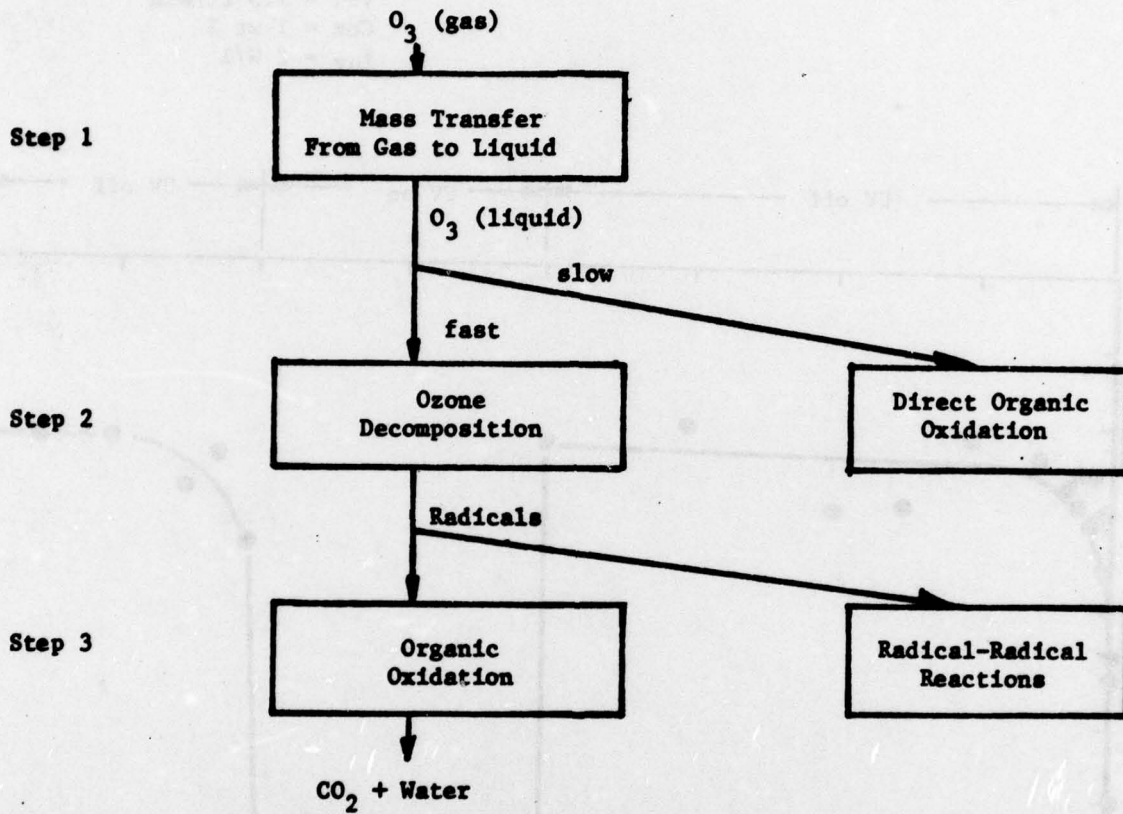 O3 (gas)
Step 1
Mass Transfer
From Gas to Liquid
O3 (liquid)
slow
fast
Step 2
Ozone
Decomposition
Direct Organic
Oxidation
Radicals
Step 3
Organic
Oxidation
Radical-Radical
Reactions
CO2 + Water